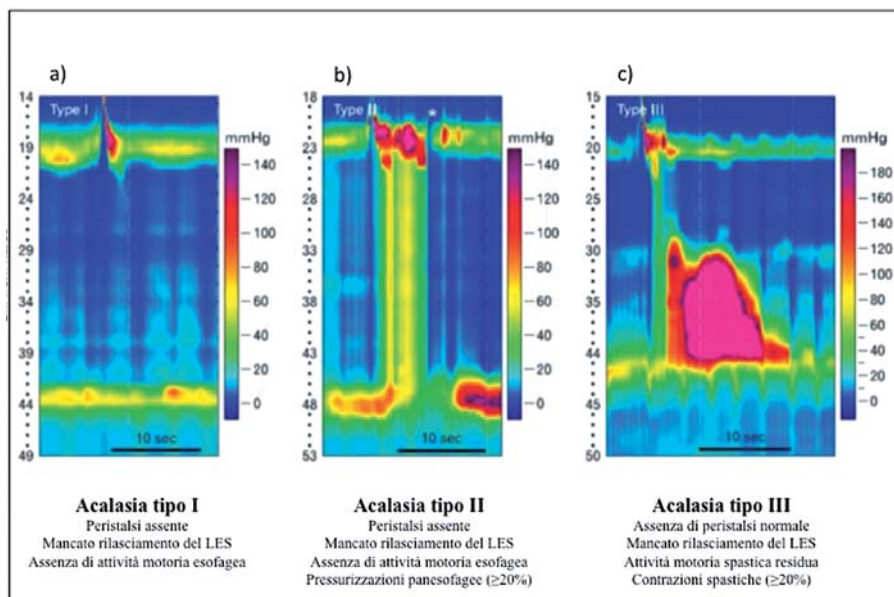 a)
b)
c)
Type I
Type II
*
Type III
mmHg
mmHg
mmHg
14
19
24
29
34
39
44
49
140
120
100
80
60
40
20
0
10 sec
18
23
28
33
38
43
48
53
140
120
100
80
60
40
20
0
10 sec
15
20
25
30
35
40
45
50
180
160
140
120
100
80
60
40
20
0
10 sec
Acalasia tipo I
Peristalsi assente
Mancato rilasciamento del LES
Assenza di attività motoria esofagea
Acalasia tipo II
Peristalsi assente
Mancato rilasciamento del LES
Assenza di attività motoria esofagea
Pressurizzazioni panesofagee (≥20%)
Acalasia tipo III
Assenza di peristalsi normale
Mancato rilasciamento del LES
Attività motoria spastica residua
Contrazioni spastiche (≥20%)